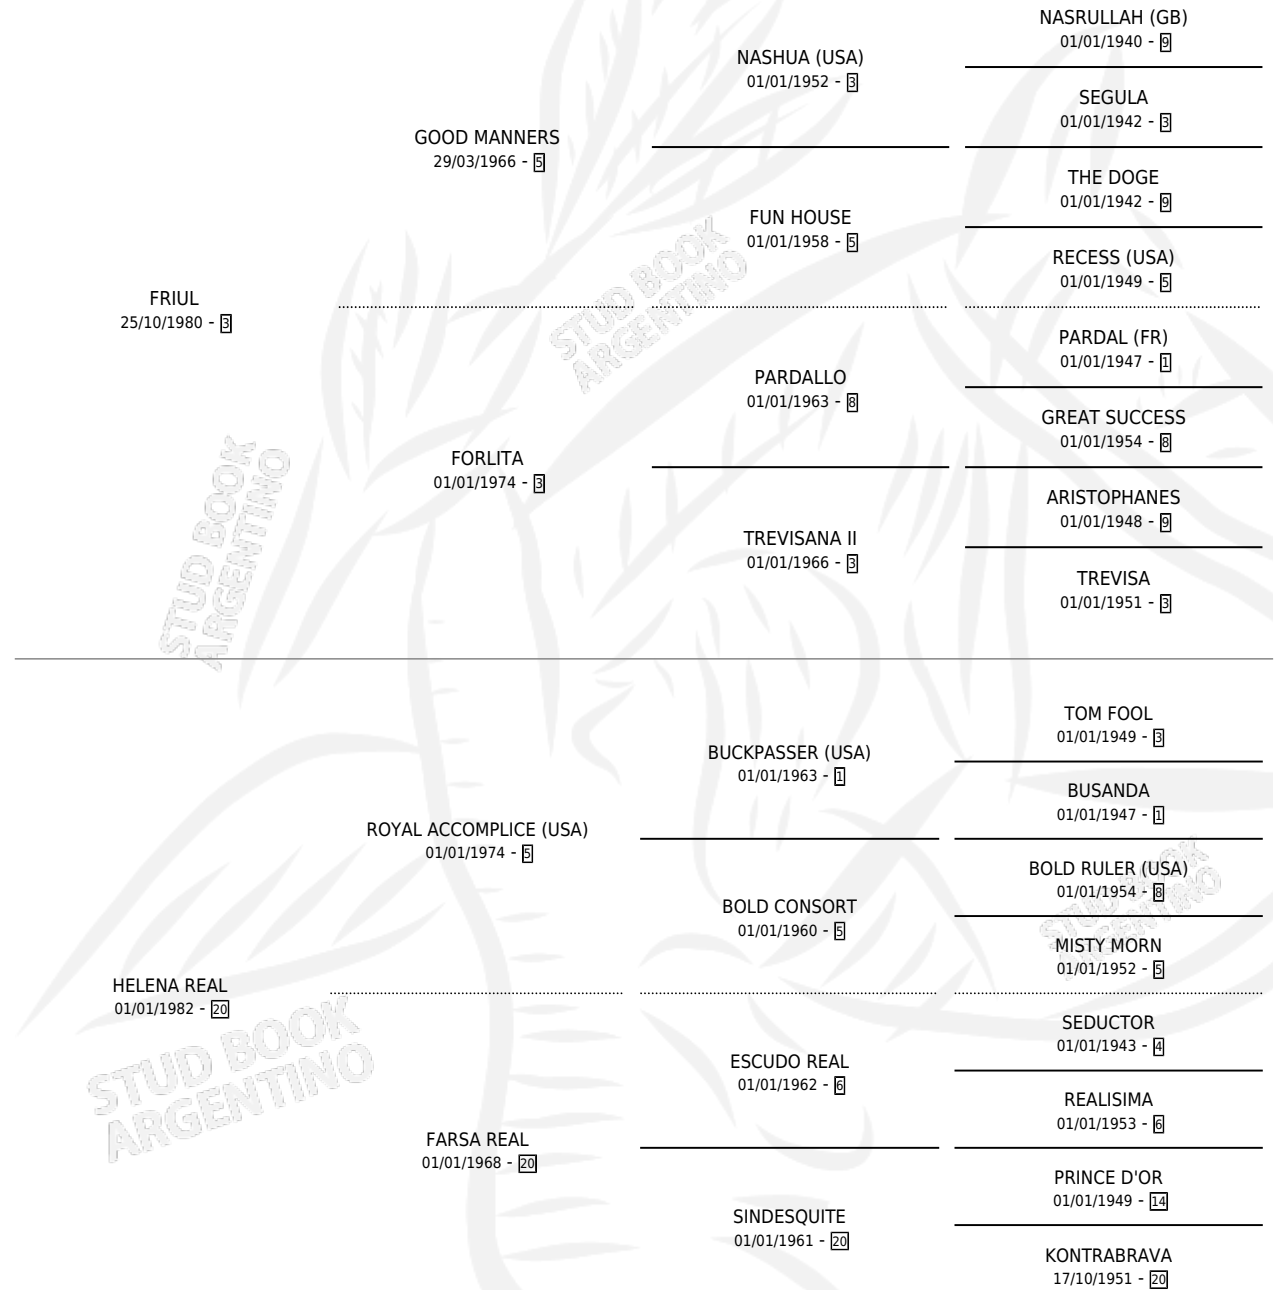 NASRULLAH (GB)
01/01/1940 - 9
NASHUA (USA)
01/01/1952 - 3
SEGULA
01/01/1942 - 3
GOOD MANNERS
29/03/1966 - 5
THE DOGE
01/01/1942 - 9
FUN HOUSE
01/01/1958 - 5
RECESS (USA)
01/01/1949 - 5
FRIUL
25/10/1980 - 3
STUD BOOK
ARGENTINO
PARDAL (FR)
01/01/1947 - 1
PARDALLO
01/01/1963 - 8
GREAT SUCCESS
01/01/1954 - 8
FORLITA
01/01/1974 - 3
ARISTOPHANES
01/01/1948 - 9
TREVISANA II
01/01/1966 - 3
TREVISA
01/01/1951 - 3
STUD BOOK
ARGENTINO
TOM FOOL
01/01/1949 - 3
BUCKPASSER (USA)
01/01/1963 - 1
BUSANDA
01/01/1947 - 1
ROYAL ACCOMPLICE (USA)
01/01/1974 - 5
BOLD RULER (USA)
01/01/1954 - 8
BOLD CONSORT
01/01/1960 - 5
STUD BOOK
ARGENTINO
MISTY MORN
01/01/1952 - 5
HELENA REAL
01/01/1982 - 20
SEDUCTOR
01/01/1943 - 4
ESCUDO REAL
01/01/1962 - 6
REALISIMA
01/01/1953 - 6
STUD BOOK
ARGENTINO
FARSA REAL
01/01/1968 - 20
PRINCE D'OR
01/01/1949 - 14
SINDESQUITE
01/01/1961 - 20
KONTRABRAVA
17/10/1951 - 20